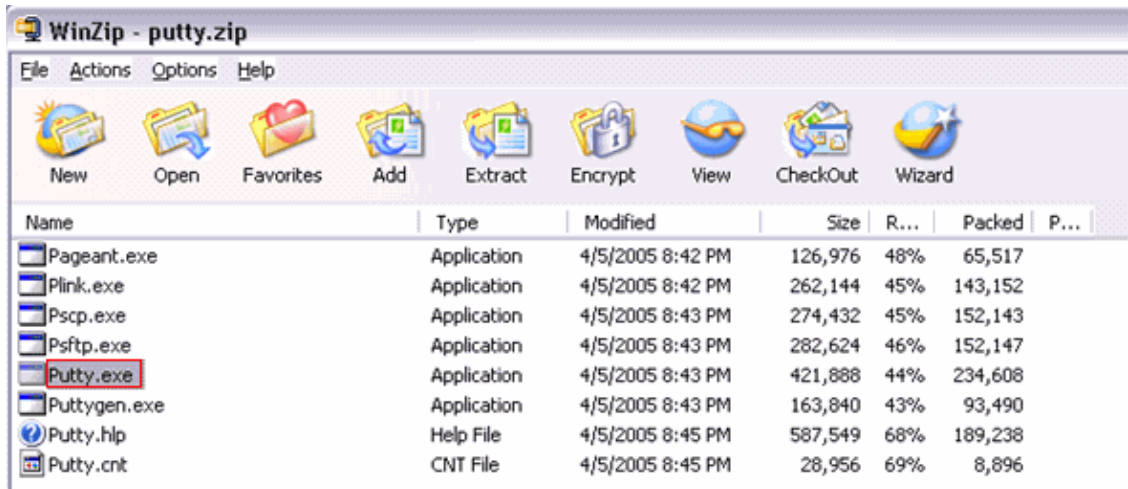 WinZip - putty.zip
File Actions Options Help
New Open Favorites Add Extract Encrypt View CheckOut Wizard
Name Type Modified Size R... Packed P...
Pageant.exe Application 4/5/2005 8:42 PM 126,976 48% 65,517
Plink.exe Application 4/5/2005 8:42 PM 262,144 45% 143,152
Pscp.exe Application 4/5/2005 8:43 PM 274,432 45% 152,143
Psftp.exe Application 4/5/2005 8:43 PM 282,624 46% 152,147
Putty.exe Application 4/5/2005 8:43 PM 421,888 44% 234,608
Puttygen.exe Application 4/5/2005 8:43 PM 163,840 43% 93,490
Putty.hlp Help File 4/5/2005 8:45 PM 587,549 68% 189,238
Putty.cnt CNT File 4/5/2005 8:45 PM 28,956 69% 8,896